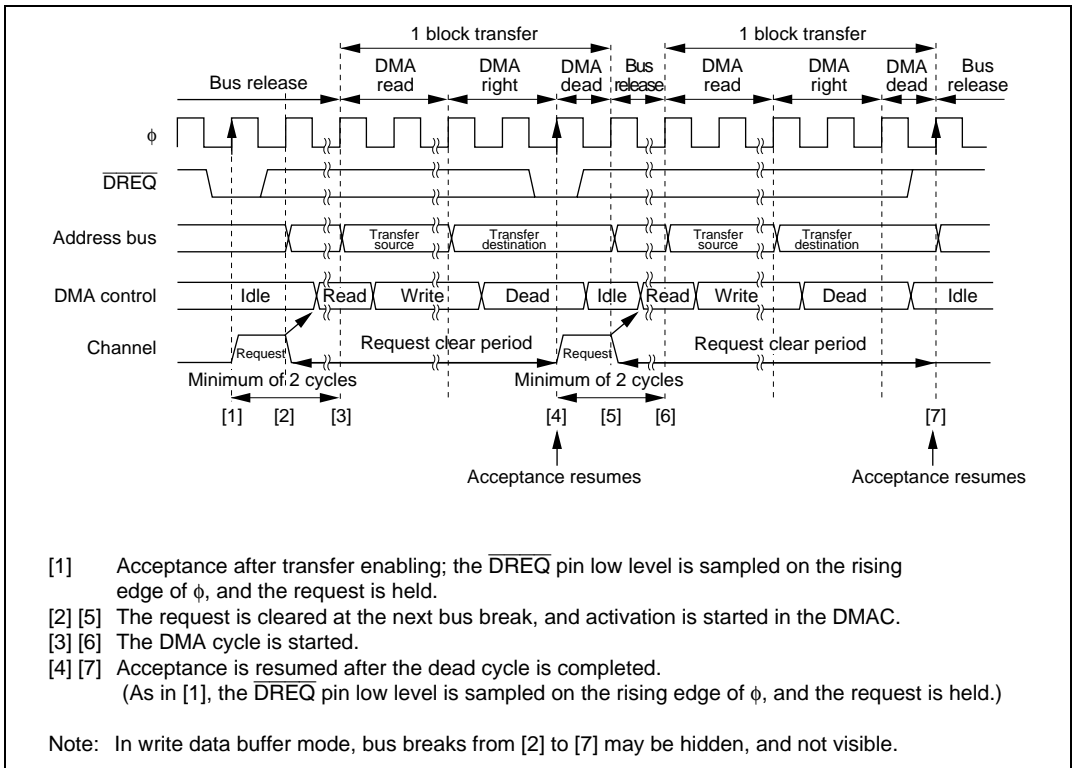 1 block transfer 1 block transfer
Bus release DMA read DMA right DMA dead Bus release DMA read DMA right DMA dead Bus release
φ
DREQ
Address bus Transfer source Transfer destination Transfer source Transfer destination
DMA control Idle Read Write Dead Idle Read Write Dead Idle
Channel Request Request clear period Request Request clear period
Minimum of 2 cycles Minimum of 2 cycles
[1] [2] [3] [4] [5] [6] [7]
Acceptance resumes Acceptance resumes
[1] Acceptance after transfer enabling; the DREQ pin low level is sampled on the rising
edge of φ, and the request is held.
[2] [5] The request is cleared at the next bus break, and activation is started in the DMAC.
[3] [6] The DMA cycle is started.
[4] [7] Acceptance is resumed after the dead cycle is completed.
(As in [1], the DREQ pin low level is sampled on the rising edge of φ, and the request is held.)
Note: In write data buffer mode, bus breaks from [2] to [7] may be hidden, and not visible.